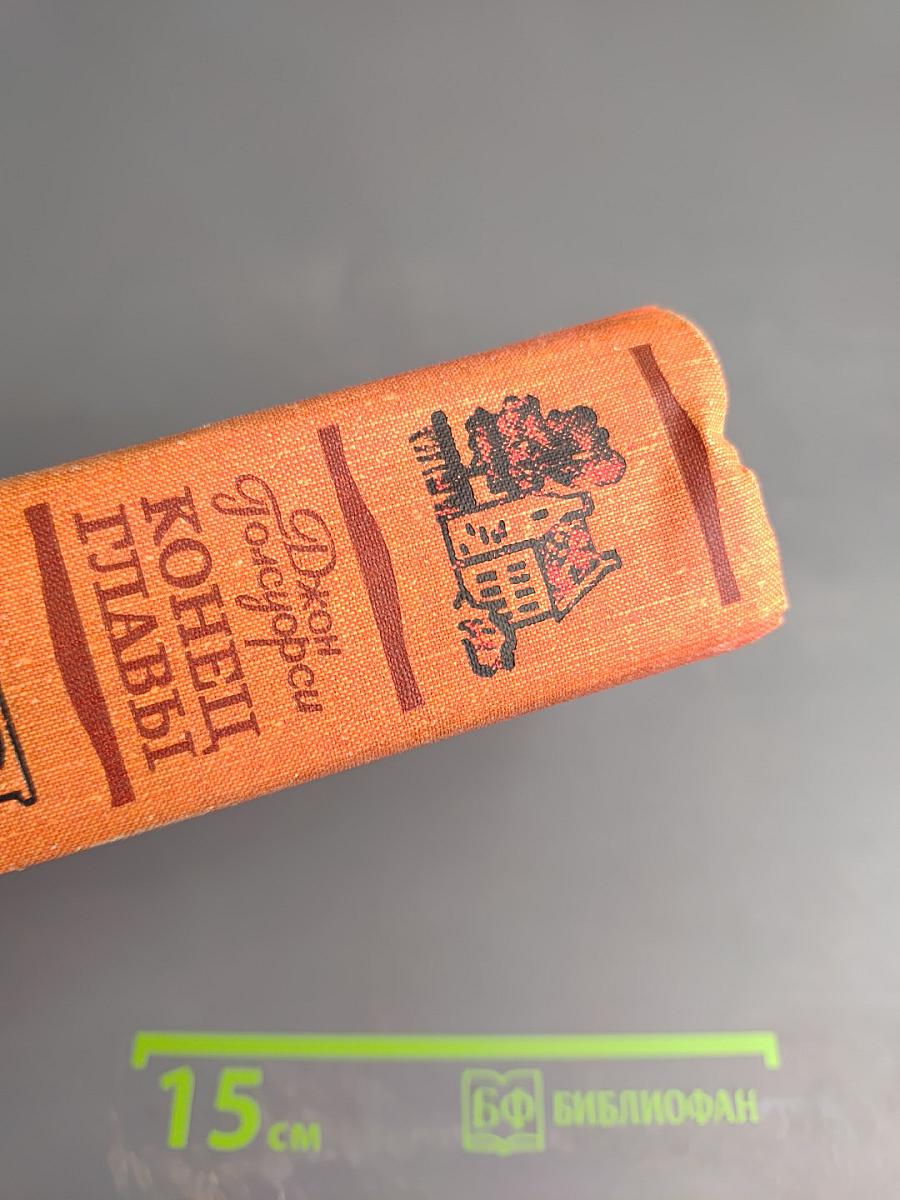 Джон
Голсуорси
КОНЕЦ
ГЛАВЫ
15 см
БФ БИБЛИОФАН